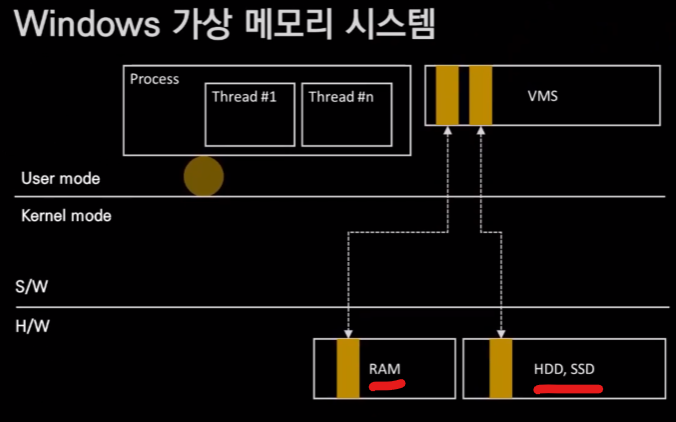 Windows 가상 메모리 시스템
Process
Thread #1
Thread #n
VMS
User mode
Kernel mode
S/W
H/W
RAM
HDD, SSD